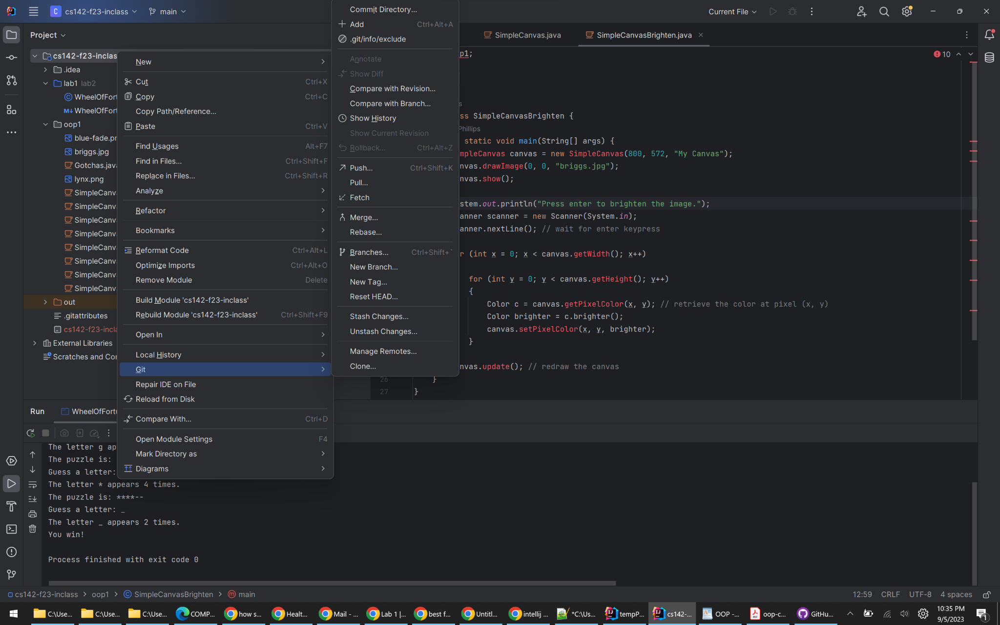 C cs142-f23-inclass main
Current File
Project
cs142-f23-inclas
.idea
lab1 lab2
WheelOfFort
M↓ WheelOfFort
oop1
blue-fade.pr
briggs.jpg
Gotchas.java
lynx.png
SimpleCanv
SimpleCanv
SimpleCanv
SimpleCanv
SimpleCanv
SimpleCanv
SimpleCanv
SimpleCanv
out
.gitattributes
cs142-f23-incla
External Libraries
Scratches and Con
New
Cut Ctrl+X
Copy Ctrl+C
Copy Path/Reference...
Paste Ctrl+V
Find Usages Alt+F7
Find in Files... Ctrl+Shift+F
Replace in Files... Ctrl+Shift+R
Analyze
Refactor
Bookmarks
Reformat Code Ctrl+Alt+L
Optimize Imports Ctrl+Alt+O
Remove Module Delete
Build Module 'cs142-f23-inclass'
Rebuild Module 'cs142-f23-inclass' Ctrl+Shift+F9
Open In
Local History
Git
Repair IDE on File
Reload from Disk
Compare With... Ctrl+D
Open Module Settings F4
Mark Directory as
Diagrams
Commit Directory...
Add Ctrl+Alt+A
.git/info/exclude
Annotate
Show Diff
Compare with Revision...
Compare with Branch...
Show History
Show Current Revision
Rollback... Ctrl+Alt+Z
Push... Ctrl+Shift+K
Pull...
Fetch
Merge...
Rebase...
Branches... Ctrl+Shift+`
New Branch...
New Tag...
Reset HEAD...
Stash Changes...
Unstash Changes...
Manage Remotes...
Clone...
SimpleCanvas.java SimpleCanvasBrighten.java
10
p1;
s
ss SimpleCanvasBrighten {
Phillips
static void main(String[] args) {
mpleCanvas canvas = new SimpleCanvas(800, 572, "My Canvas");
nvas.drawImage(0, 0, "briggs.jpg");
nvas.show();
stem.out.println("Press enter to brighten the image.");
anner scanner = new Scanner(System.in);
anner.nextLine(); // wait for enter keypress
r (int x = 0; x < canvas.getWidth(); x++)
for (int y = 0; y < canvas.getHeight(); y++)
{
Color c = canvas.getPixelColor(x, y); // retrieve the color at pixel (x, y)
Color brighter = c.brighter();
canvas.setPixelColor(x, y, brighter);
}
nvas.update(); // redraw the canvas
26 }
27 }
Run WheelOfFortu
The letter g ap
The puzzle is:
Guess a letter:
The letter * appears 4 times.
The puzzle is: ****--
Guess a letter: _
The letter _ appears 2 times.
You win!
Process finished with exit code 0
cs142-f23-inclass > oop1 > SimpleCanvasBrighten > main
12:59 CRLF UTF-8 4 spaces
C:\Use... C:\Use... C:\Use... COMP... how s... Healt... Mail - ... Lab 1 |... best f... Untitl... intellij ... *C:\Us... tempP... cs142-... OOP -... oop-c... GitHu...
10:35 PM
9/5/2023
1